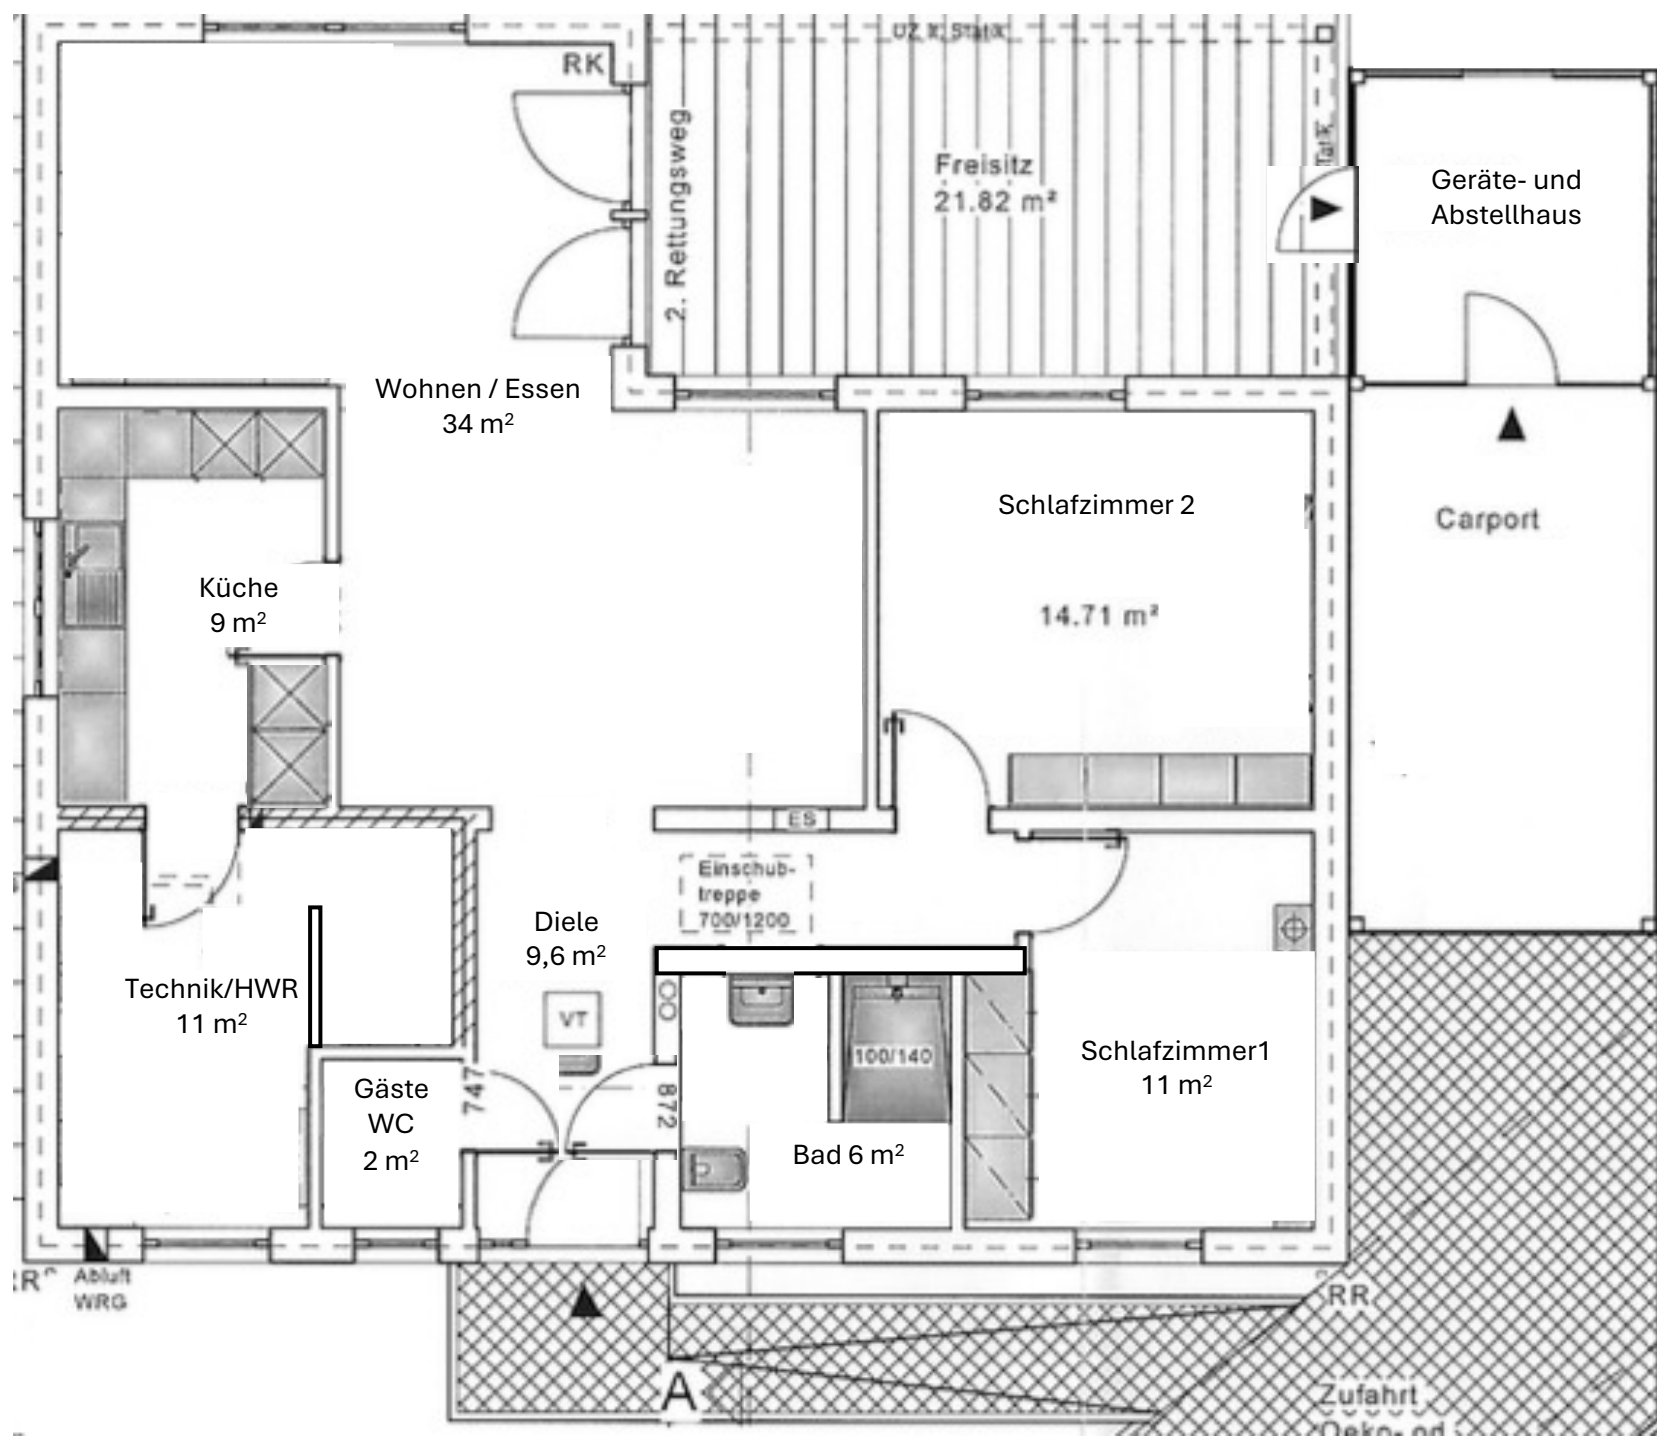 UZ lt. Statik
RK
2. Rettungsweg
Freisitz
21.82 m²
Tatik
Geräte- und
Abstellhaus
Wohnen / Essen
34 m²
Schlafzimmer 2
14.71 m²
Carport
Küche
9 m²
ES
Einschub-
treppe
700/1200
Diele
9,6 m²
Technik/HWR
11 m²
VT
100/140
Schlafzimmer1
11 m²
747
872
Gäste
WC
2 m²
Bad 6 m²
RR
Abluft
WRG
RR
A
Zufahrt